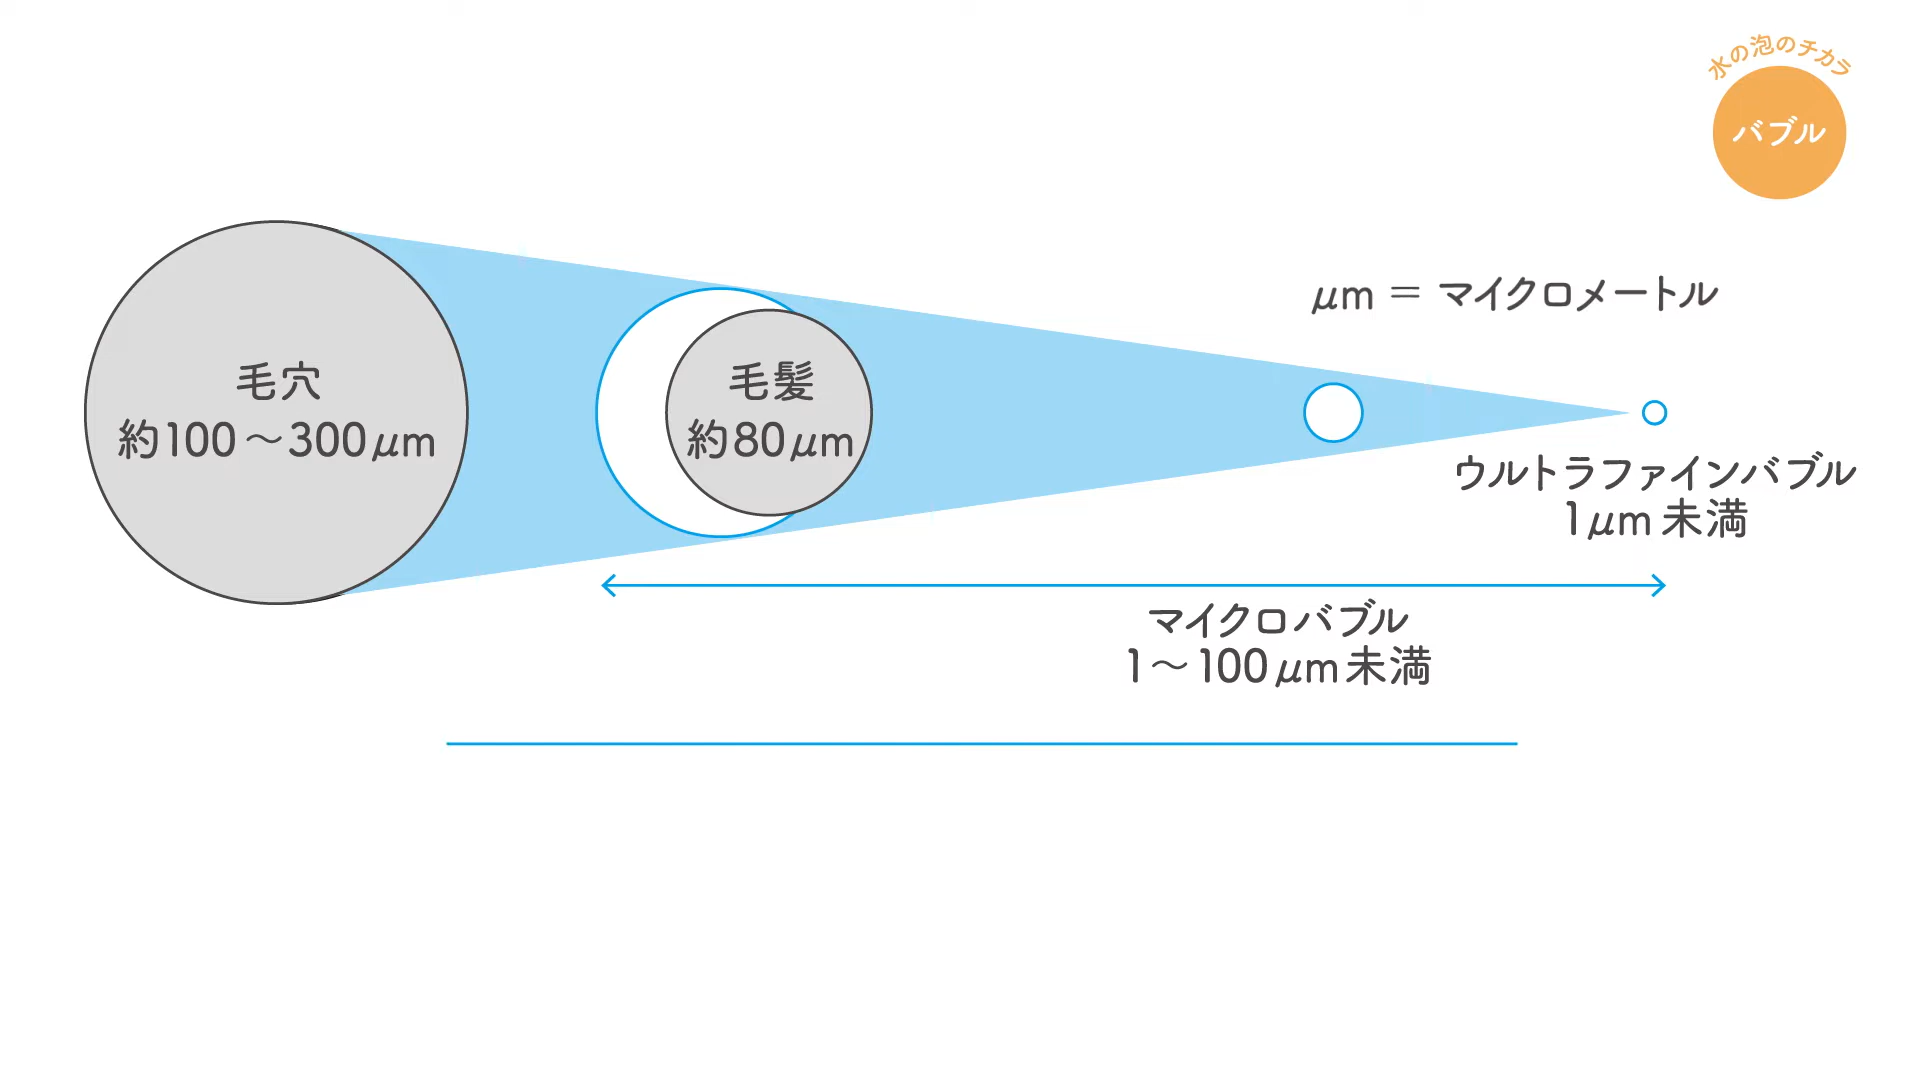 水の泡のチカラ
バブル
μm = マイクロメートル
毛穴
約100〜300μm
毛髪
約80μm
ウルトラファインバブル
1μm未満
マイクロバブル
1〜100μm未満